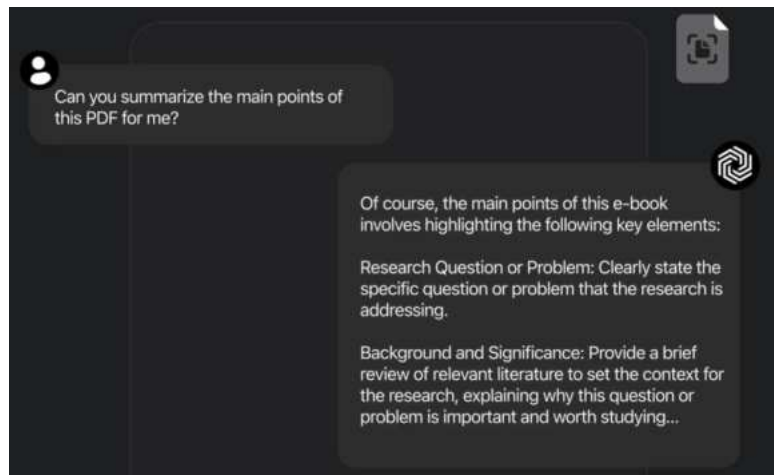 Can you summarize the main points of
this PDF for me?
Of course, the main points of this e-book
involves highlighting the following key elements:
Research Question or Problem: Clearly state the
specific question or problem that the research is
addressing.
Background and Significance: Provide a brief
review of relevant literature to set the context for
the research, explaining why this question or
problem is important and worth studying...